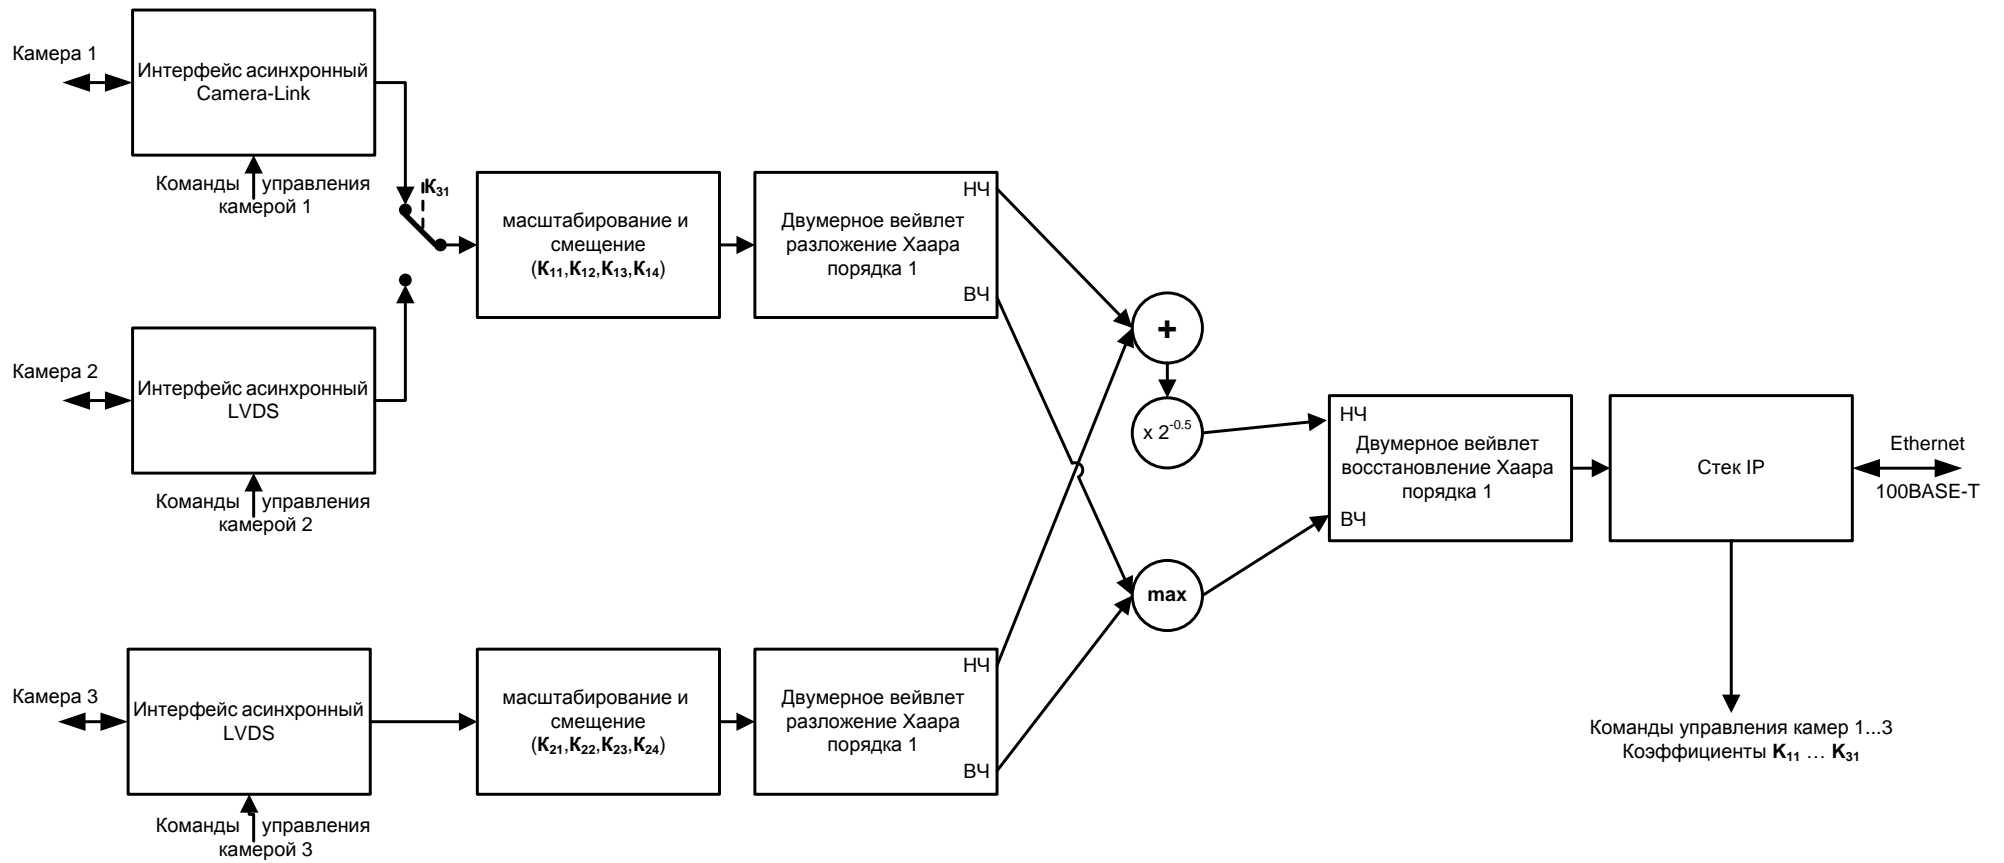 Камера 1
Интерфейс асинхронный
Camera-Link
Команды управления
камерой 1
K31
масштабирование и
смещение
(K11,K12,K13,K14)
Двумерное вейвлет
разложение Хаара
порядка 1
НЧ
ВЧ
Камера 2
Интерфейс асинхронный
LVDS
Команды управления
камерой 2
+
x 2^-0.5
max
НЧ
Двумерное вейвлет
восстановление Хаара
порядка 1
ВЧ
Стек IP
Ethernet
100BASE-T
Камера 3
Интерфейс асинхронный
LVDS
Команды управления
камерой 3
масштабирование и
смещение
(K21,K22,K23,K24)
НЧ
Двумерное вейвлет
разложение Хаара
порядка 1
ВЧ
Команды управления камер 1...3
Коэффициенты K11 ... K31